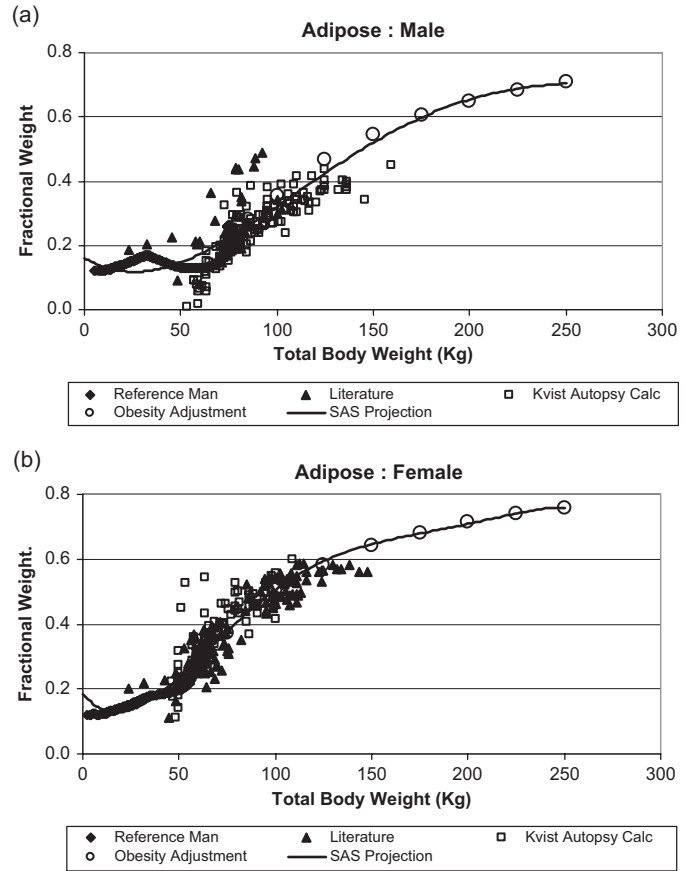 (a)
Adipose : Male
0.8
0.6
0.4
0.2
0.0
Fractional Weight
0 50 100 150 200 250 300
Total Body Weight (Kg)
Reference Man Literature Kvist Autopsy Calc
Obesity Adjustment SAS Projection
(b)
Adipose : Female
0.8
0.6
0.4
0.2
0.0
Fractional Weight.
0 50 100 150 200 250 300
Total Body Weight (Kg)
Reference Man Literature Kvist Autopsy Calc
Obesity Adjustment SAS Projection